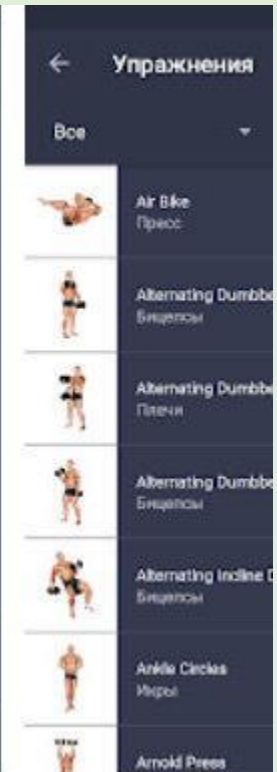 Упражнения
Все
Air Bike
Пресс
Alternating Dumbbe
Бицепсы
Alternating Dumbbe
Плечи
Alternating Dumbbe
Бицепсы
Alternating Incline D
Бицепсы
Ankle Circles
Икры
Arnold Press